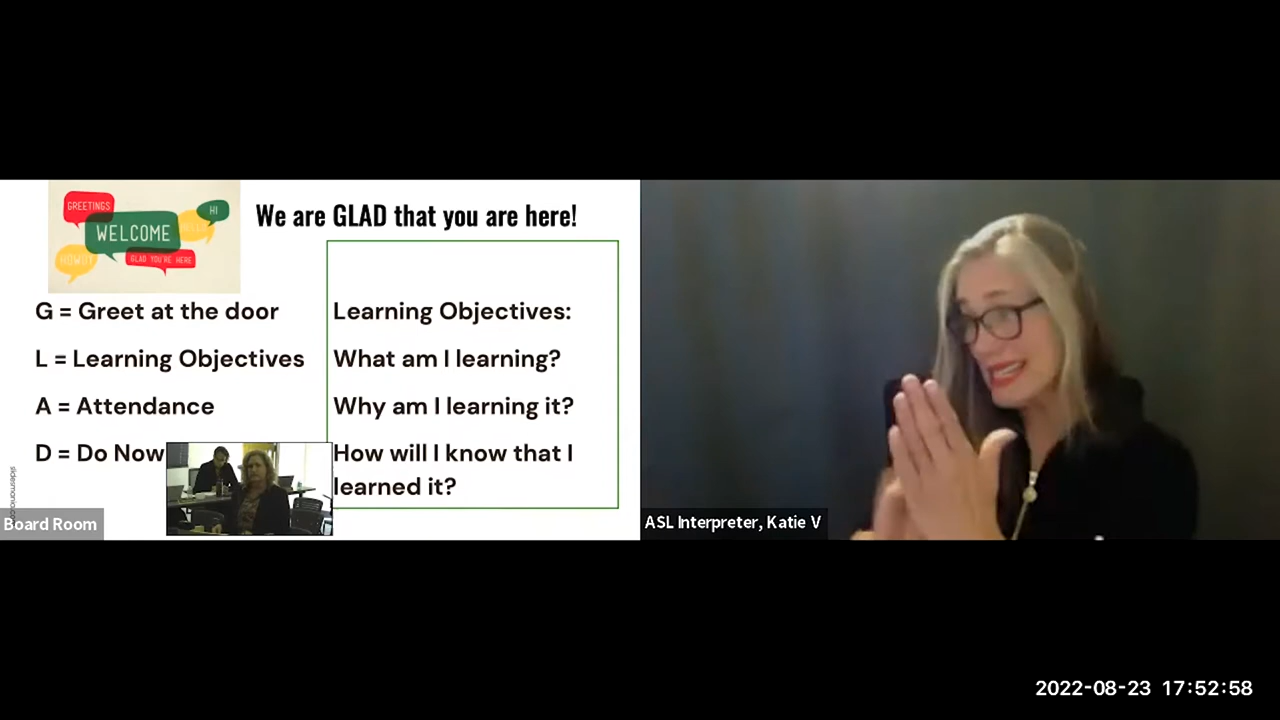 GREETINGS
HI
WELCOME
HELLO
HOWDY
GLAD YOU'RE HERE
We are GLAD that you are here!
G = Greet at the door
L = Learning Objectives
A = Attendance
D = Do Now
Learning Objectives:
What am I learning?
Why am I learning it?
How will I know that I
learned it?
Board Room
ASL Interpreter, Katie V
2022-08-23 17:52:58